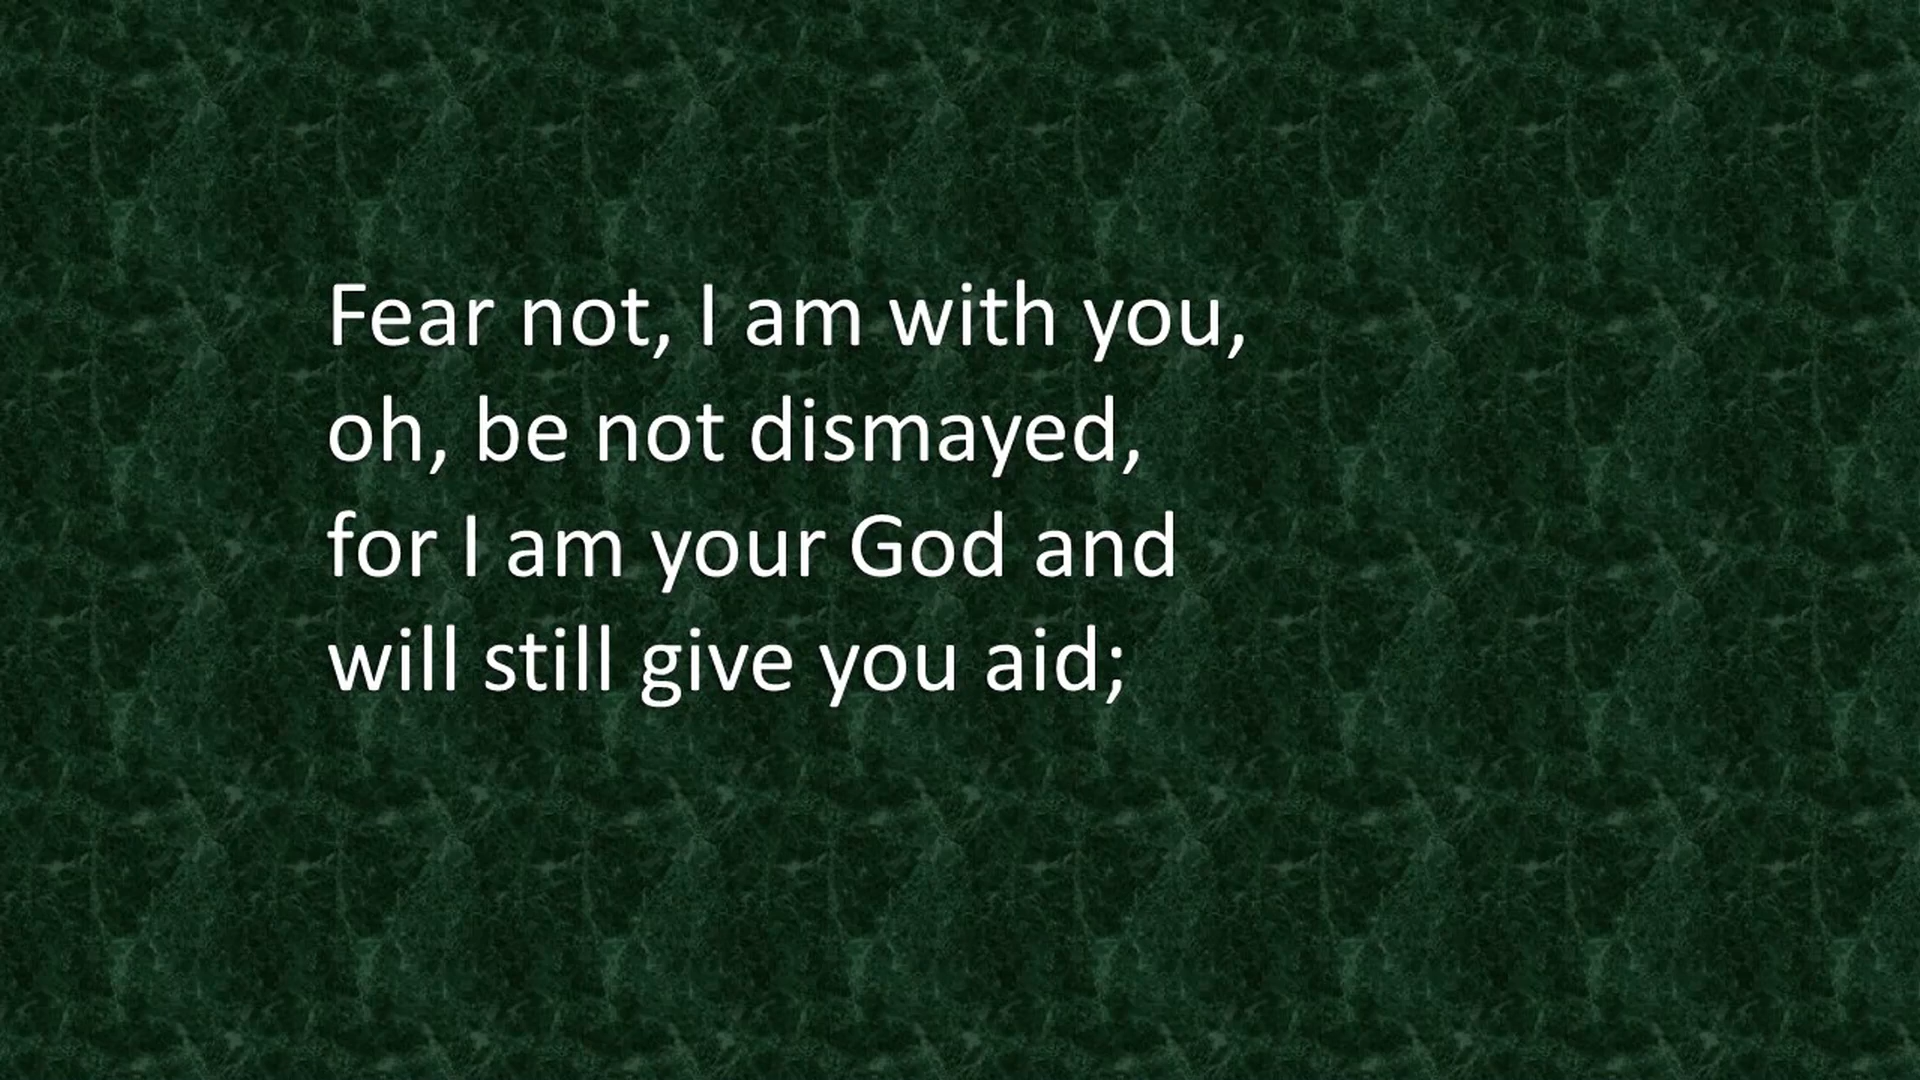 Fear not, I am with you,
oh, be not dismayed,
for I am your God and
will still give you aid;